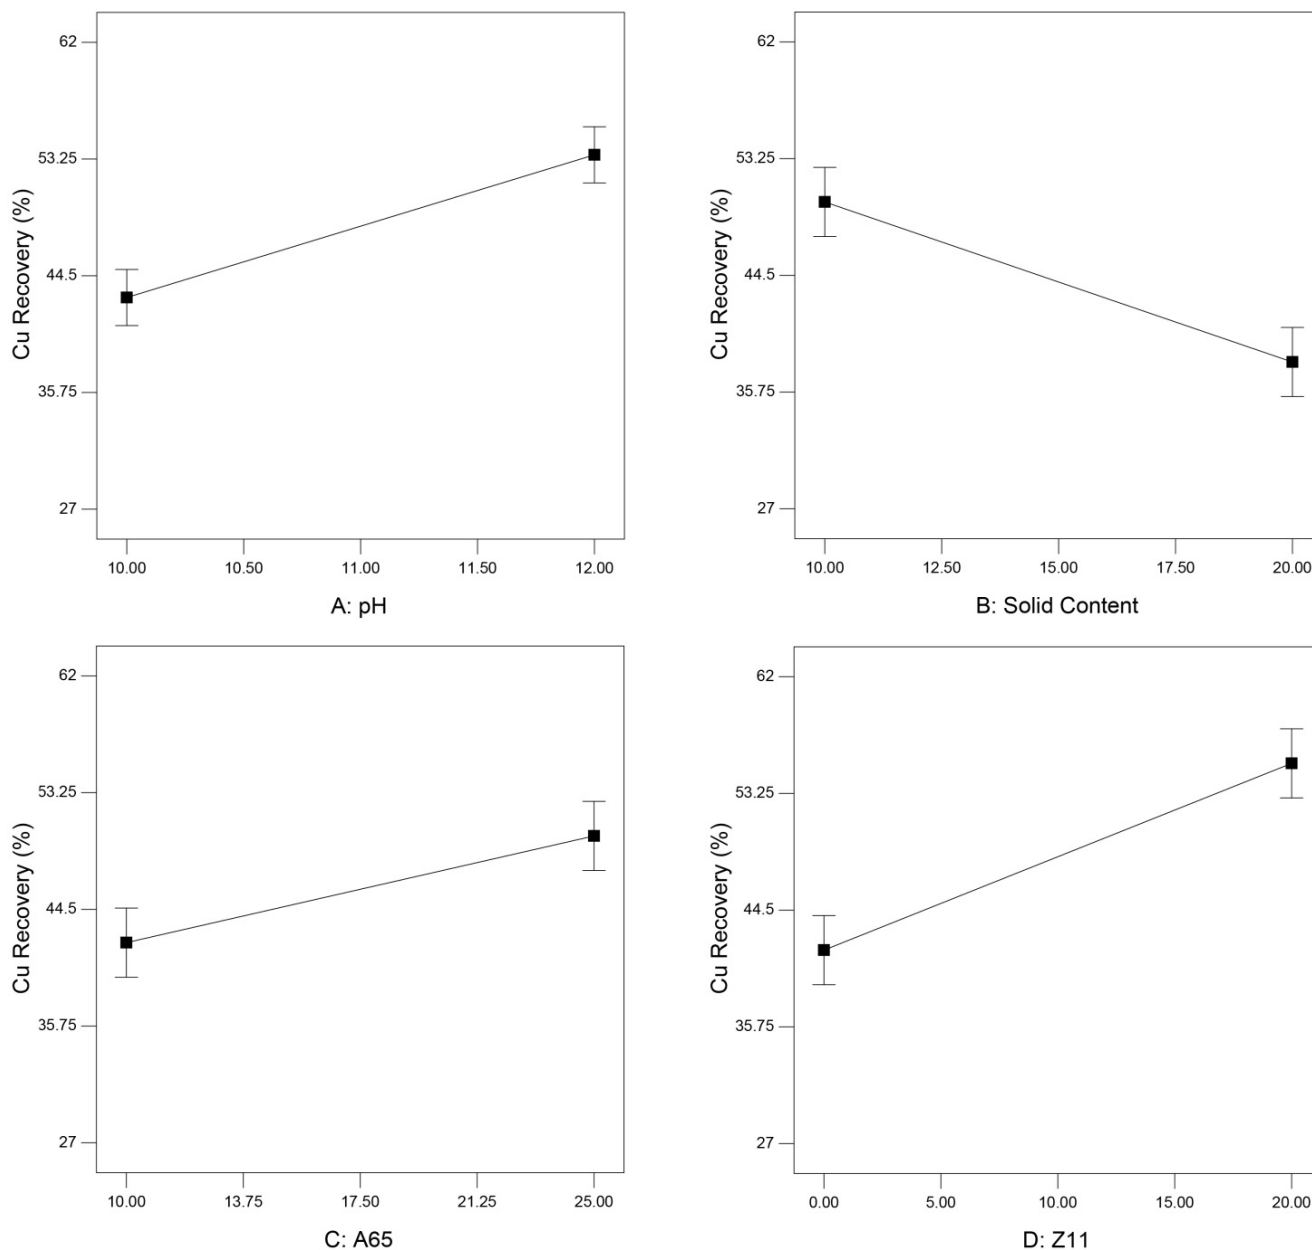 62
53.25
44.5
35.75
27
Cu Recovery (%)
10.00 10.50 11.00 11.50 12.00
A: pH
62
53.25
44.5
35.75
27
Cu Recovery (%)
10.00 12.50 15.00 17.50 20.00
B: Solid Content
62
53.25
44.5
35.75
27
Cu Recovery (%)
10.00 13.75 17.50 21.25 25.00
C: A65
62
53.25
44.5
35.75
27
Cu Recovery (%)
0.00 5.00 10.00 15.00 20.00
D: Z11